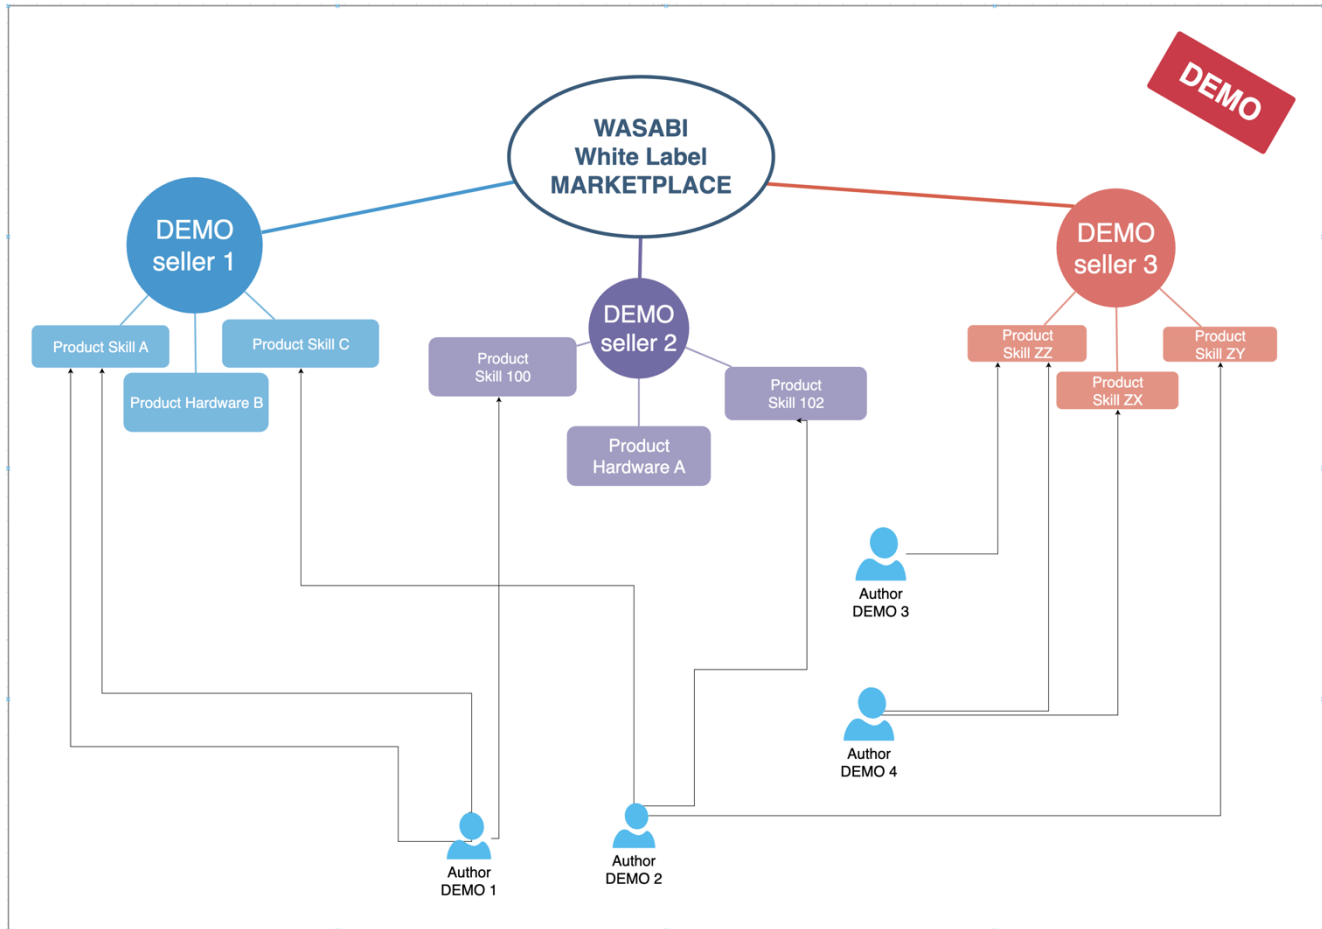 DEMO
WASABI
White Label
MARKETPLACE
DEMO
seller 1
DEMO
seller 2
DEMO
seller 3
Product Skill A
Product Hardware B
Product Skill C
Product
Skill 100
Product
Hardware A
Product
Skill 102
Product
Skill ZZ
Product
Skill ZX
Product
Skill ZY
Author
DEMO 3
Author
DEMO 4
Author
DEMO 1
Author
DEMO 2